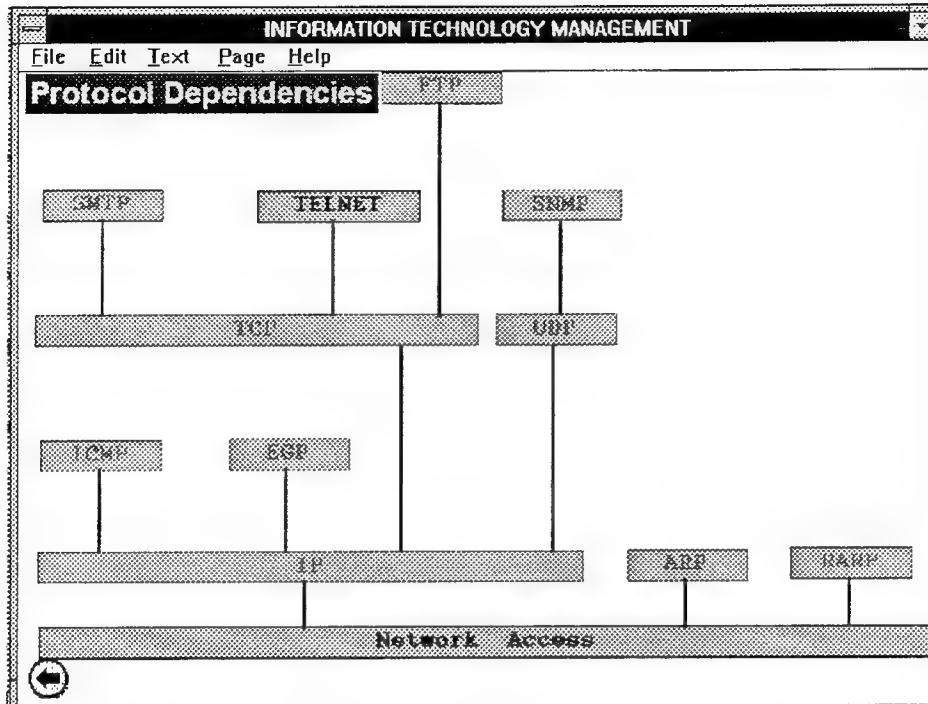 INFORMATION TECHNOLOGY MANAGEMENT
File Edit Text Page Help
Protocol Dependencies
FTP
SMTP TELNET SNMP
TCP UDP
ICMP EGP
IP ARP RARP
Network Access